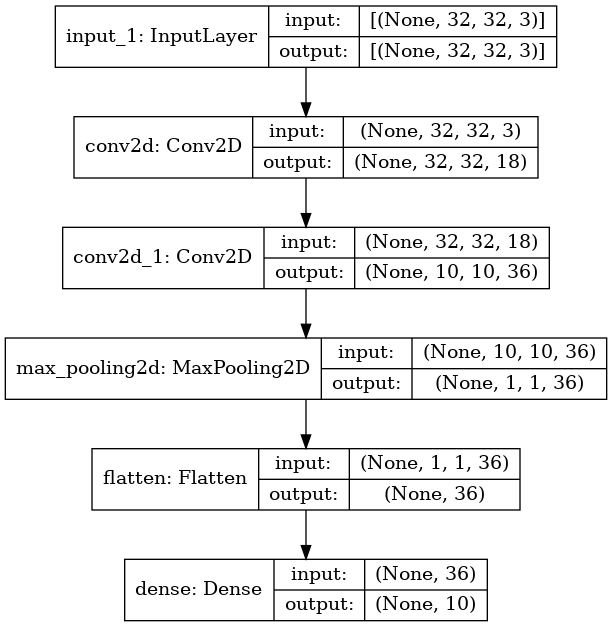 input_1: InputLayer
input: [(None, 32, 32, 3)]
output: [(None, 32, 32, 3)]
conv2d: Conv2D
input: (None, 32, 32, 3)
output: (None, 32, 32, 18)
conv2d_1: Conv2D
input: (None, 32, 32, 18)
output: (None, 10, 10, 36)
max_pooling2d: MaxPooling2D
input: (None, 10, 10, 36)
output: (None, 1, 1, 36)
flatten: Flatten
input: (None, 1, 1, 36)
output: (None, 36)
dense: Dense
input: (None, 36)
output: (None, 10)